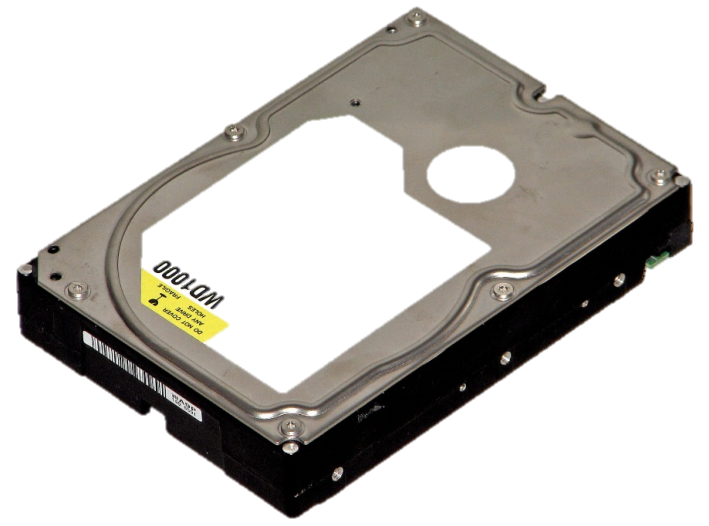 WD1000
DO NOT COVER
ANY DRIVE
HOLES
FRAGILE